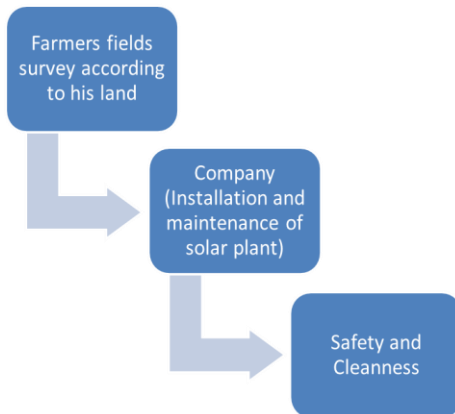 Farmers fields
survey according
to his land
Company
(Installation and
maintenance of
solar plant)
Safety and
Cleanness